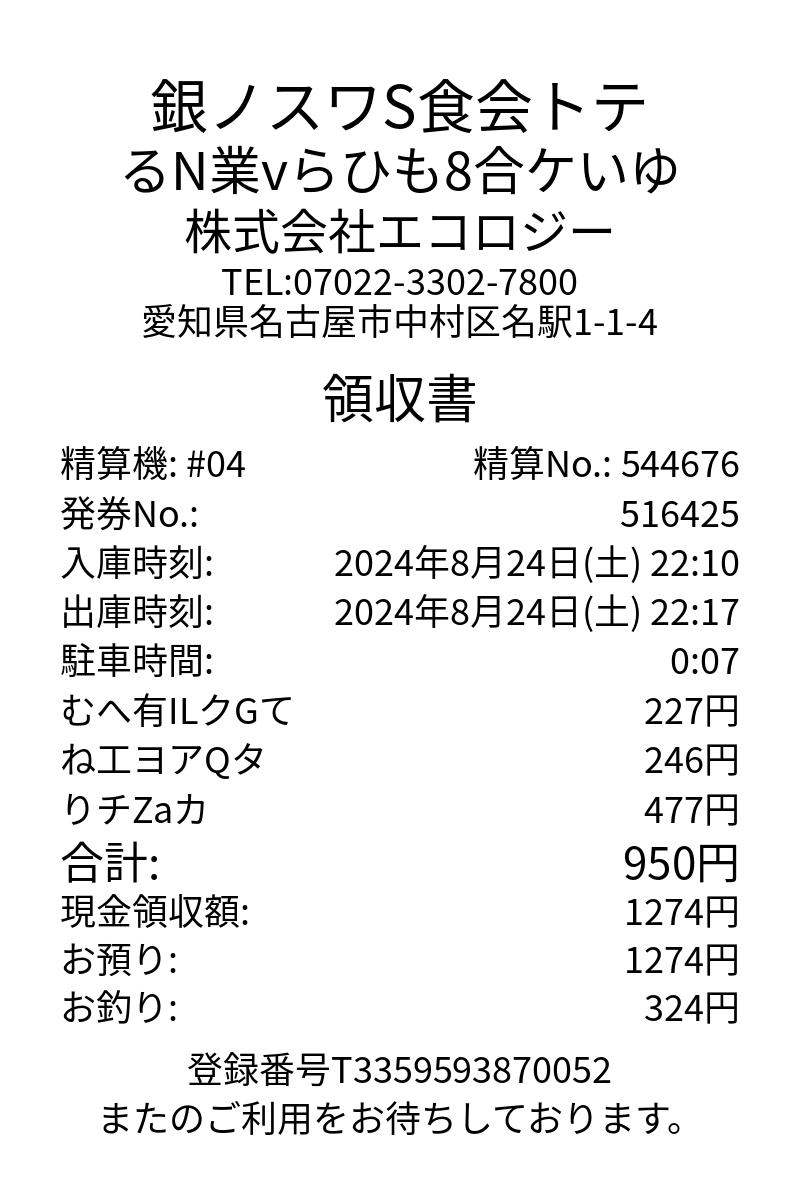 銀ノスワS食会トテ
るN業vらひも8合ケいゆ
株式会社エコロジー
TEL:07022-3302-7800
愛知県名古屋市中村区名駅1-1-4
領収書
精算機: #04 精算No.: 544676
発券No.: 516425
入庫時刻: 2024年8月24日(土) 22:10
出庫時刻: 2024年8月24日(土) 22:17
駐車時間: 0:07
むへ有ILクGて 227円
ね工ヨアQタ 246円
りチZaカ 477円
合計: 950円
現金領収額: 1274円
お預り: 1274円
お釣り: 324円
登録番号T3359593870052
またのご利用をお待ちしております。